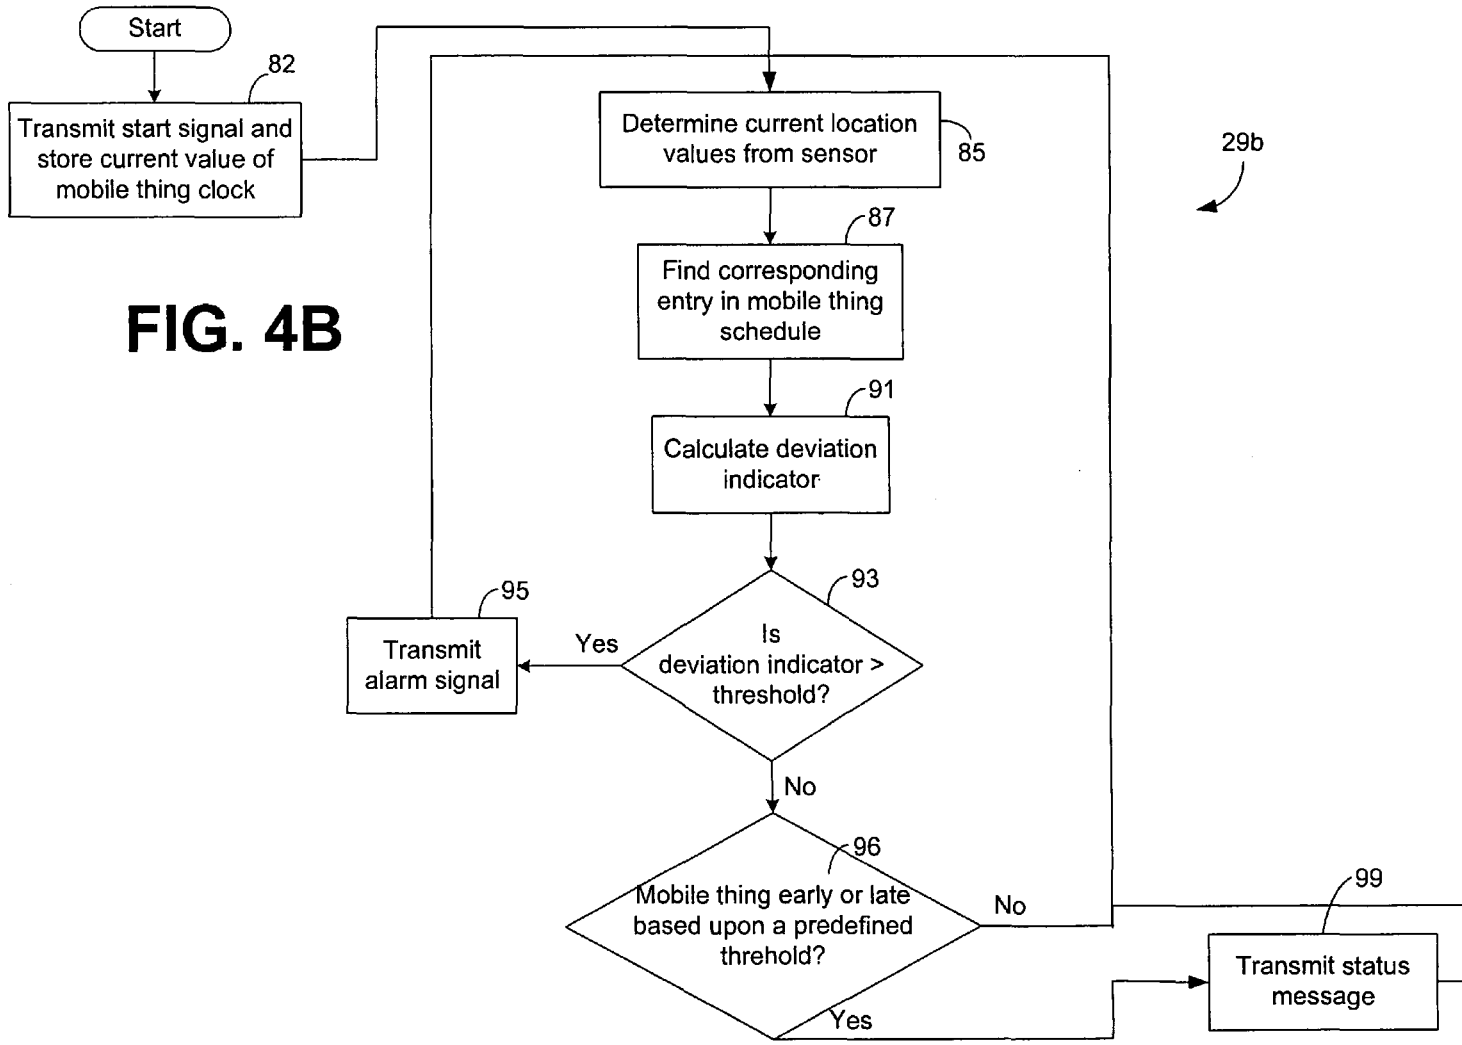 Start
82
Transmit start signal and
store current value of
mobile thing clock
Determine current location
values from sensor
85
29b
87
Find corresponding
entry in mobile thing
schedule
FIG. 4B
91
Calculate deviation
indicator
93
Is
deviation indicator >
threshold?
Yes
95
Transmit
alarm signal
No
96
Mobile thing early or late
based upon a predefined
threhold?
No
Yes
99
Transmit status
message